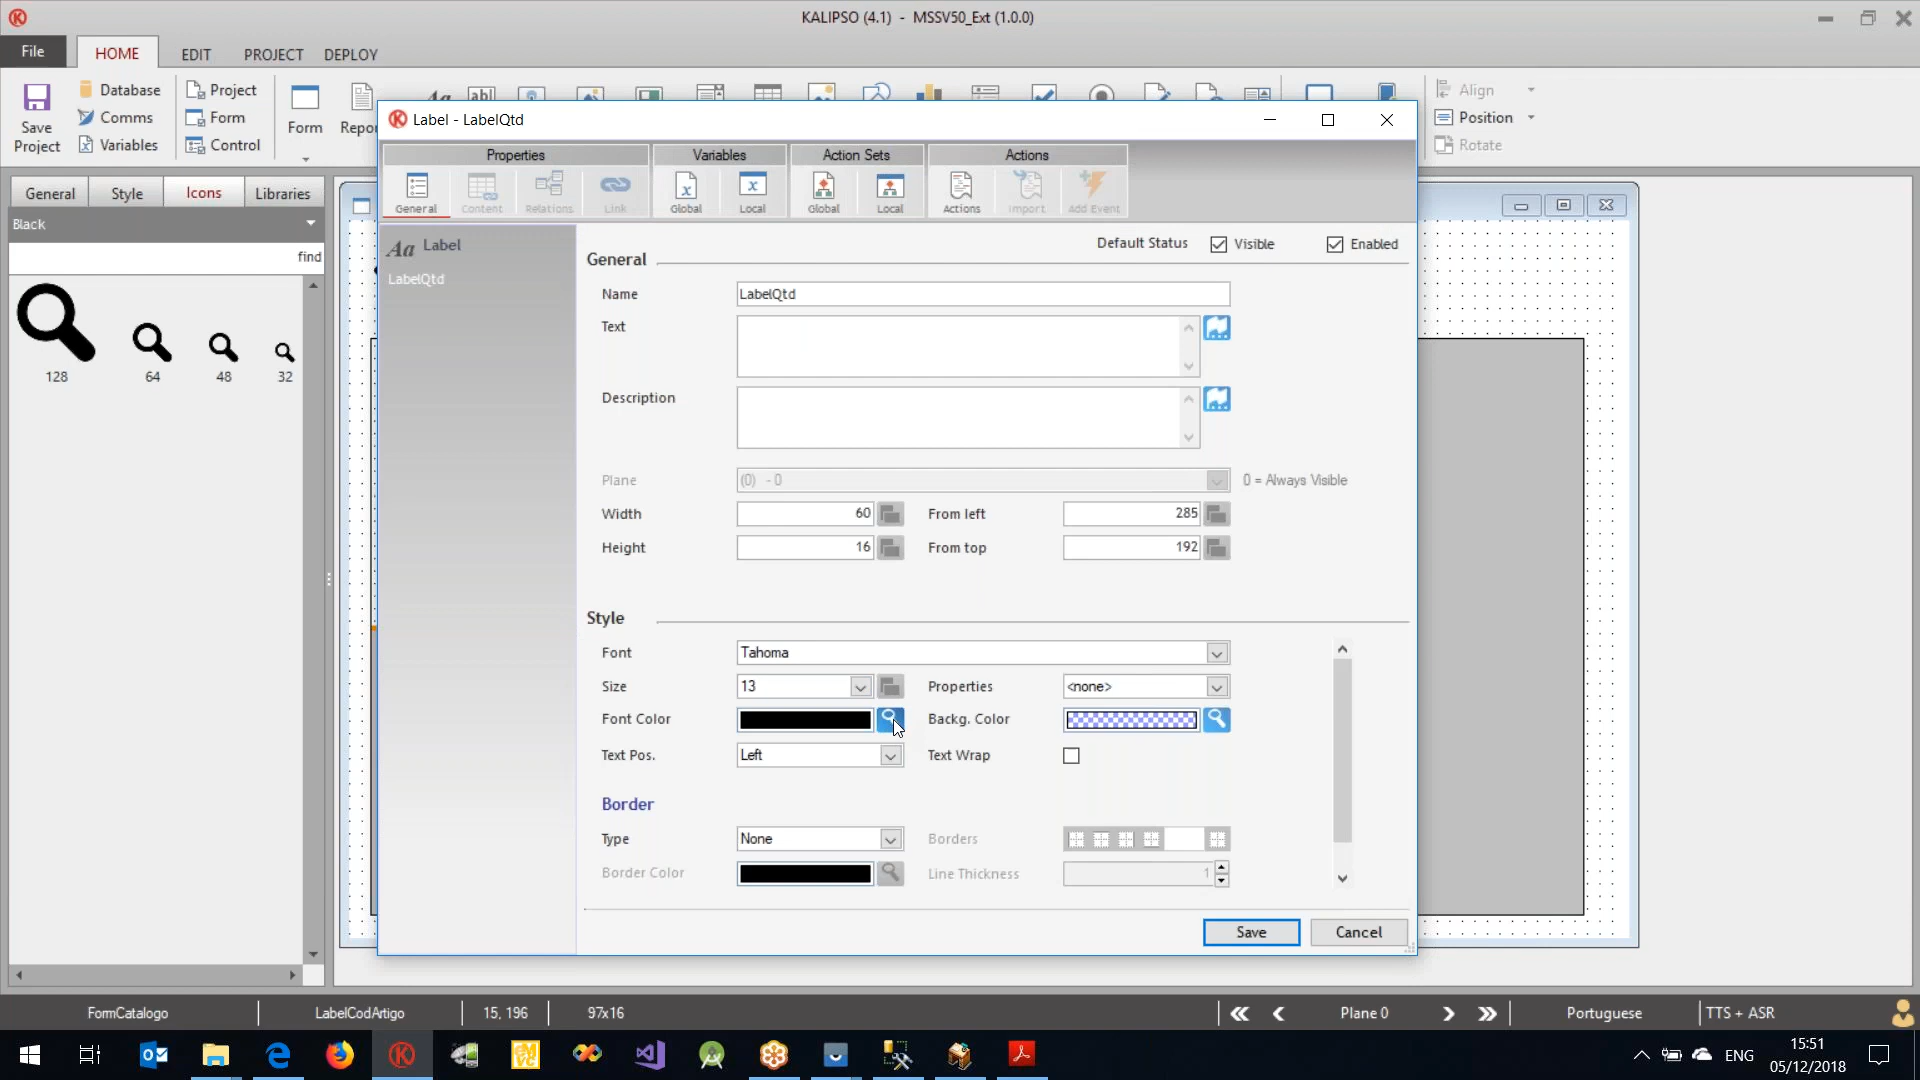 KALIPSO (4.1) - MSSV50_Ext (1.0.0)
File
HOME
EDIT
PROJECT
DEPLOY
Save
Project
Database
Comms
Variables
Project
Form
Control
Form
Align
Position
Rotate
Label - LabelQtd
Properties
Variables
Action Sets
Actions
General
Content
Relations
Link
Global
Local
Global
Local
Actions
Import
Add Event
General
Style
Icons
Libraries
Black
find
128
64
48
32
Aa Label
LabelQtd
Default Status
Visible
Enabled
General
Name
LabelQtd
Text
Description
Plane
(0) - 0
0 = Always Visible
Width
60
From left
285
Height
16
From top
192
Style
Font
Tahoma
Size
13
Properties
<none>
Font Color
Backg. Color
Text Pos.
Left
Text Wrap
Border
Type
None
Borders
Border Color
Line Thickness
1
Save
Cancel
FormCatalogo
LabelCodArtigo
15, 196
97x16
Plane 0
Portuguese
TTS + ASR
ENG
15:51
05/12/2018